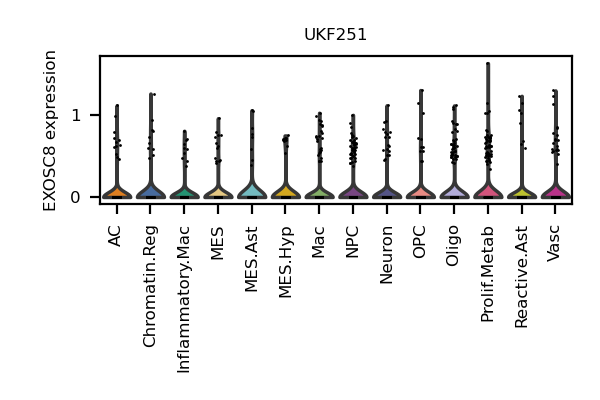 UKF251
EXOSC8 expression
1
0
AC
Chromatin.Reg
Inflammatory.Mac
MES
MES.Ast
MES.Hyp
Mac
NPC
Neuron
OPC
Oligo
Prolif.Metab
Reactive.Ast
Vasc